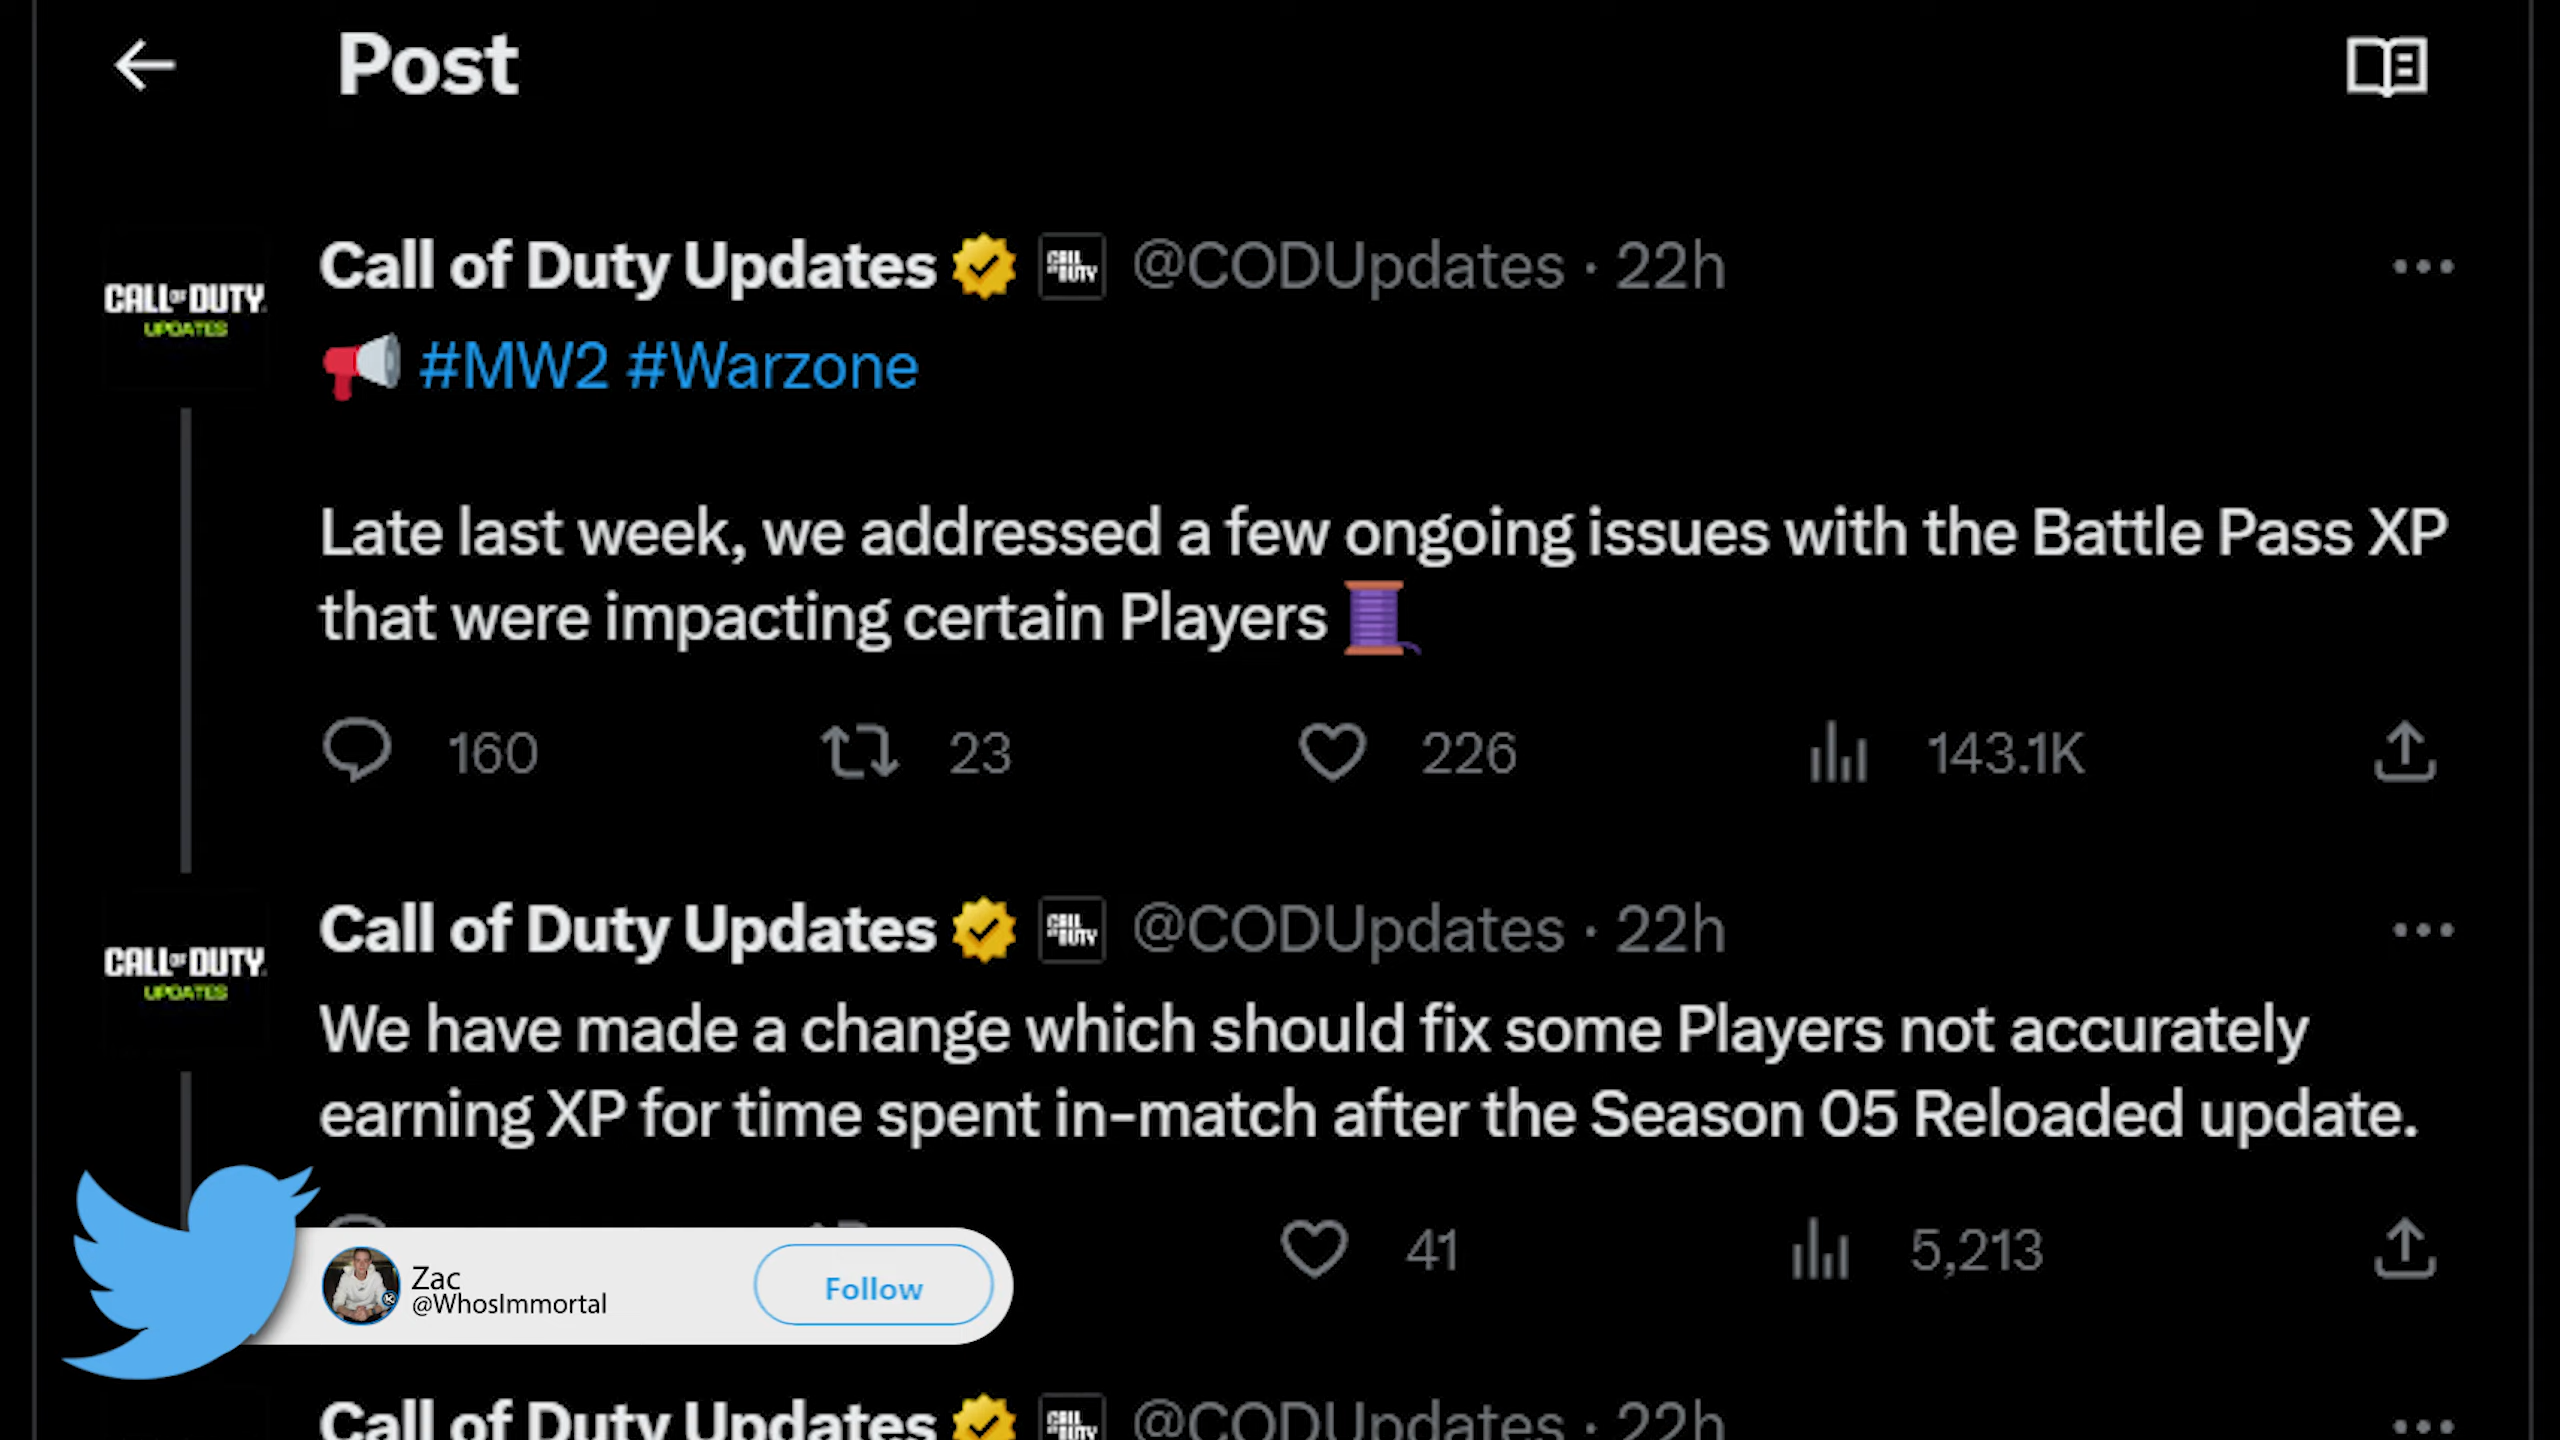 Post
Call of Duty Updates @CODUpdates · 22h
CALL OF DUTY
UPDATES
#MW2 #Warzone
Late last week, we addressed a few ongoing issues with the Battle Pass XP
that were impacting certain Players
160 23 226 143.1K
Call of Duty Updates @CODUpdates · 22h
CALL OF DUTY
UPDATES
We have made a change which should fix some Players not accurately
earning XP for time spent in-match after the Season 05 Reloaded update.
41 5,213
Zac
@WhosImmortal
Follow
Call of Duty Updates @CODUpdates · 22h